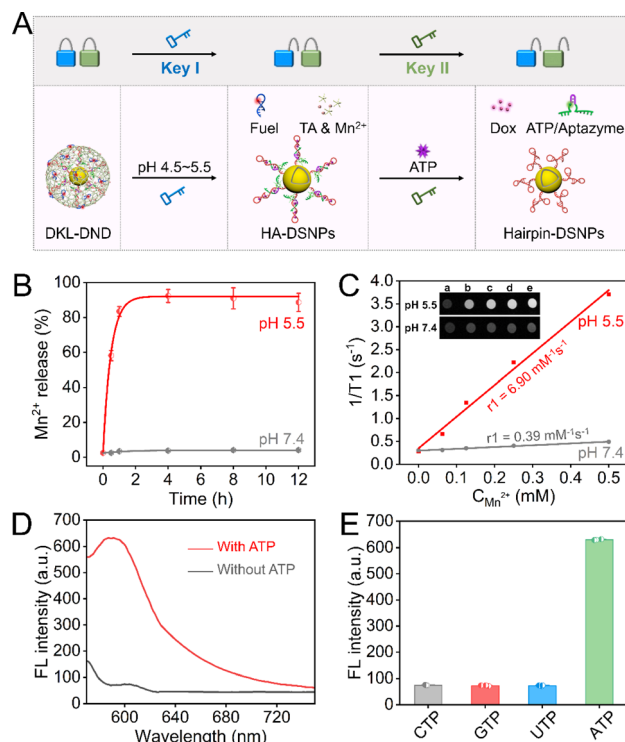 A
Key I
Key II
Fuel TA & Mn²⁺
Dox ATP/Aptazyme
pH 4.5~5.5
ATP
DKL-DND
HA-DSNPs
Hairpin-DSNPs
B
Mn²⁺ release (%)
100
80
60
40
20
0
pH 5.5
pH 7.4
0 2 4 6 8 10 12
Time (h)
C
1/T1 (s⁻¹)
4.0
3.5
3.0
2.5
2.0
1.5
1.0
0.5
0.0
a b c d e
pH 5.5
pH 7.4
pH 5.5
r1 = 6.90 mM⁻¹s⁻¹
r1 = 0.39 mM⁻¹s⁻¹
pH 7.4
0.0 0.1 0.2 0.3 0.4 0.5
C Mn²⁺ (mM)
D
FL intensity (a.u.)
700
600
500
400
300
200
100
0
With ATP
Without ATP
600 640 680 720
Wavelength (nm)
E
FL intensity (a.u.)
700
600
500
400
300
200
100
0
CTP GTP UTP ATP